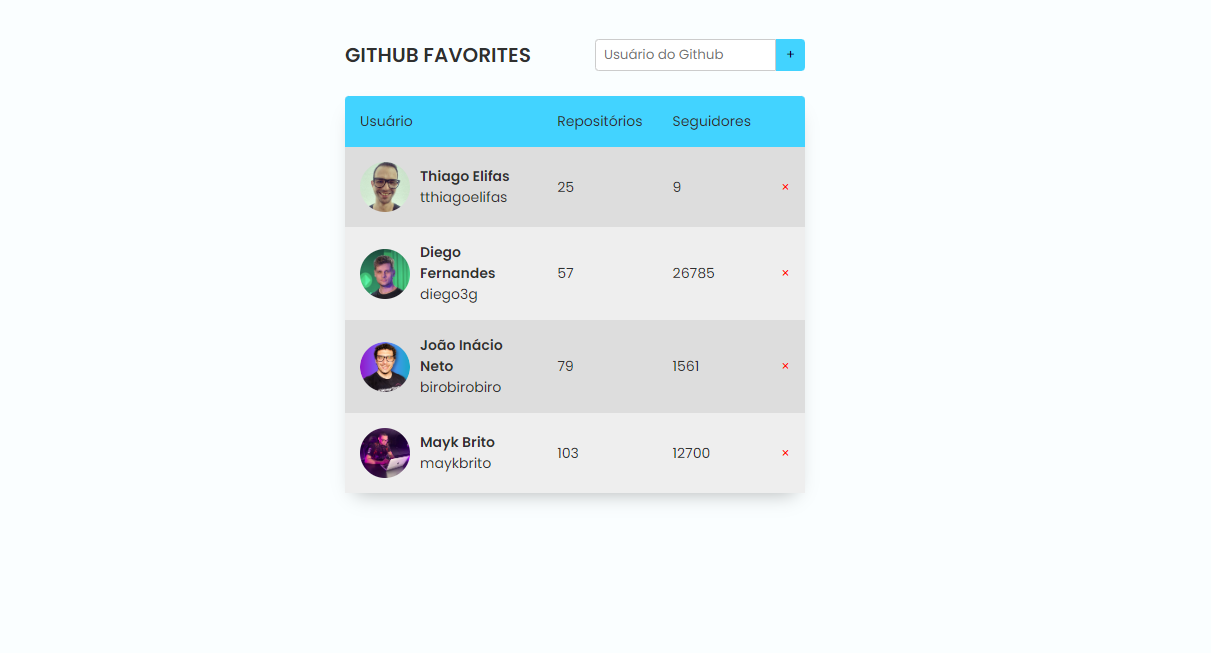 GITHUB FAVORITES
Usuário do Github +
Usuário Repositórios Seguidores
Thiago Elifas
tthiagoelifas
25 9 ×
Diego
Fernandes
diego3g
57 26785 ×
João Inácio
Neto
birobirobiro
79 1561 ×
Mayk Brito
maykbrito
103 12700 ×